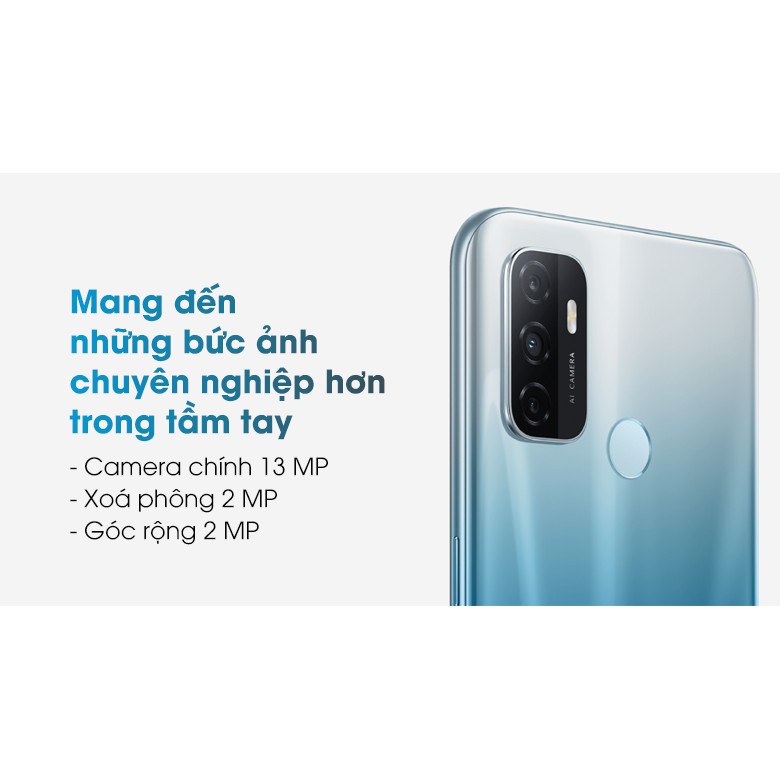 Mang đến
những bức ảnh
chuyên nghiệp hơn
trong tầm tay
- Camera chính 13 MP
- Xoá phông 2 MP
- Góc rộng 2 MP
AI CAMERA